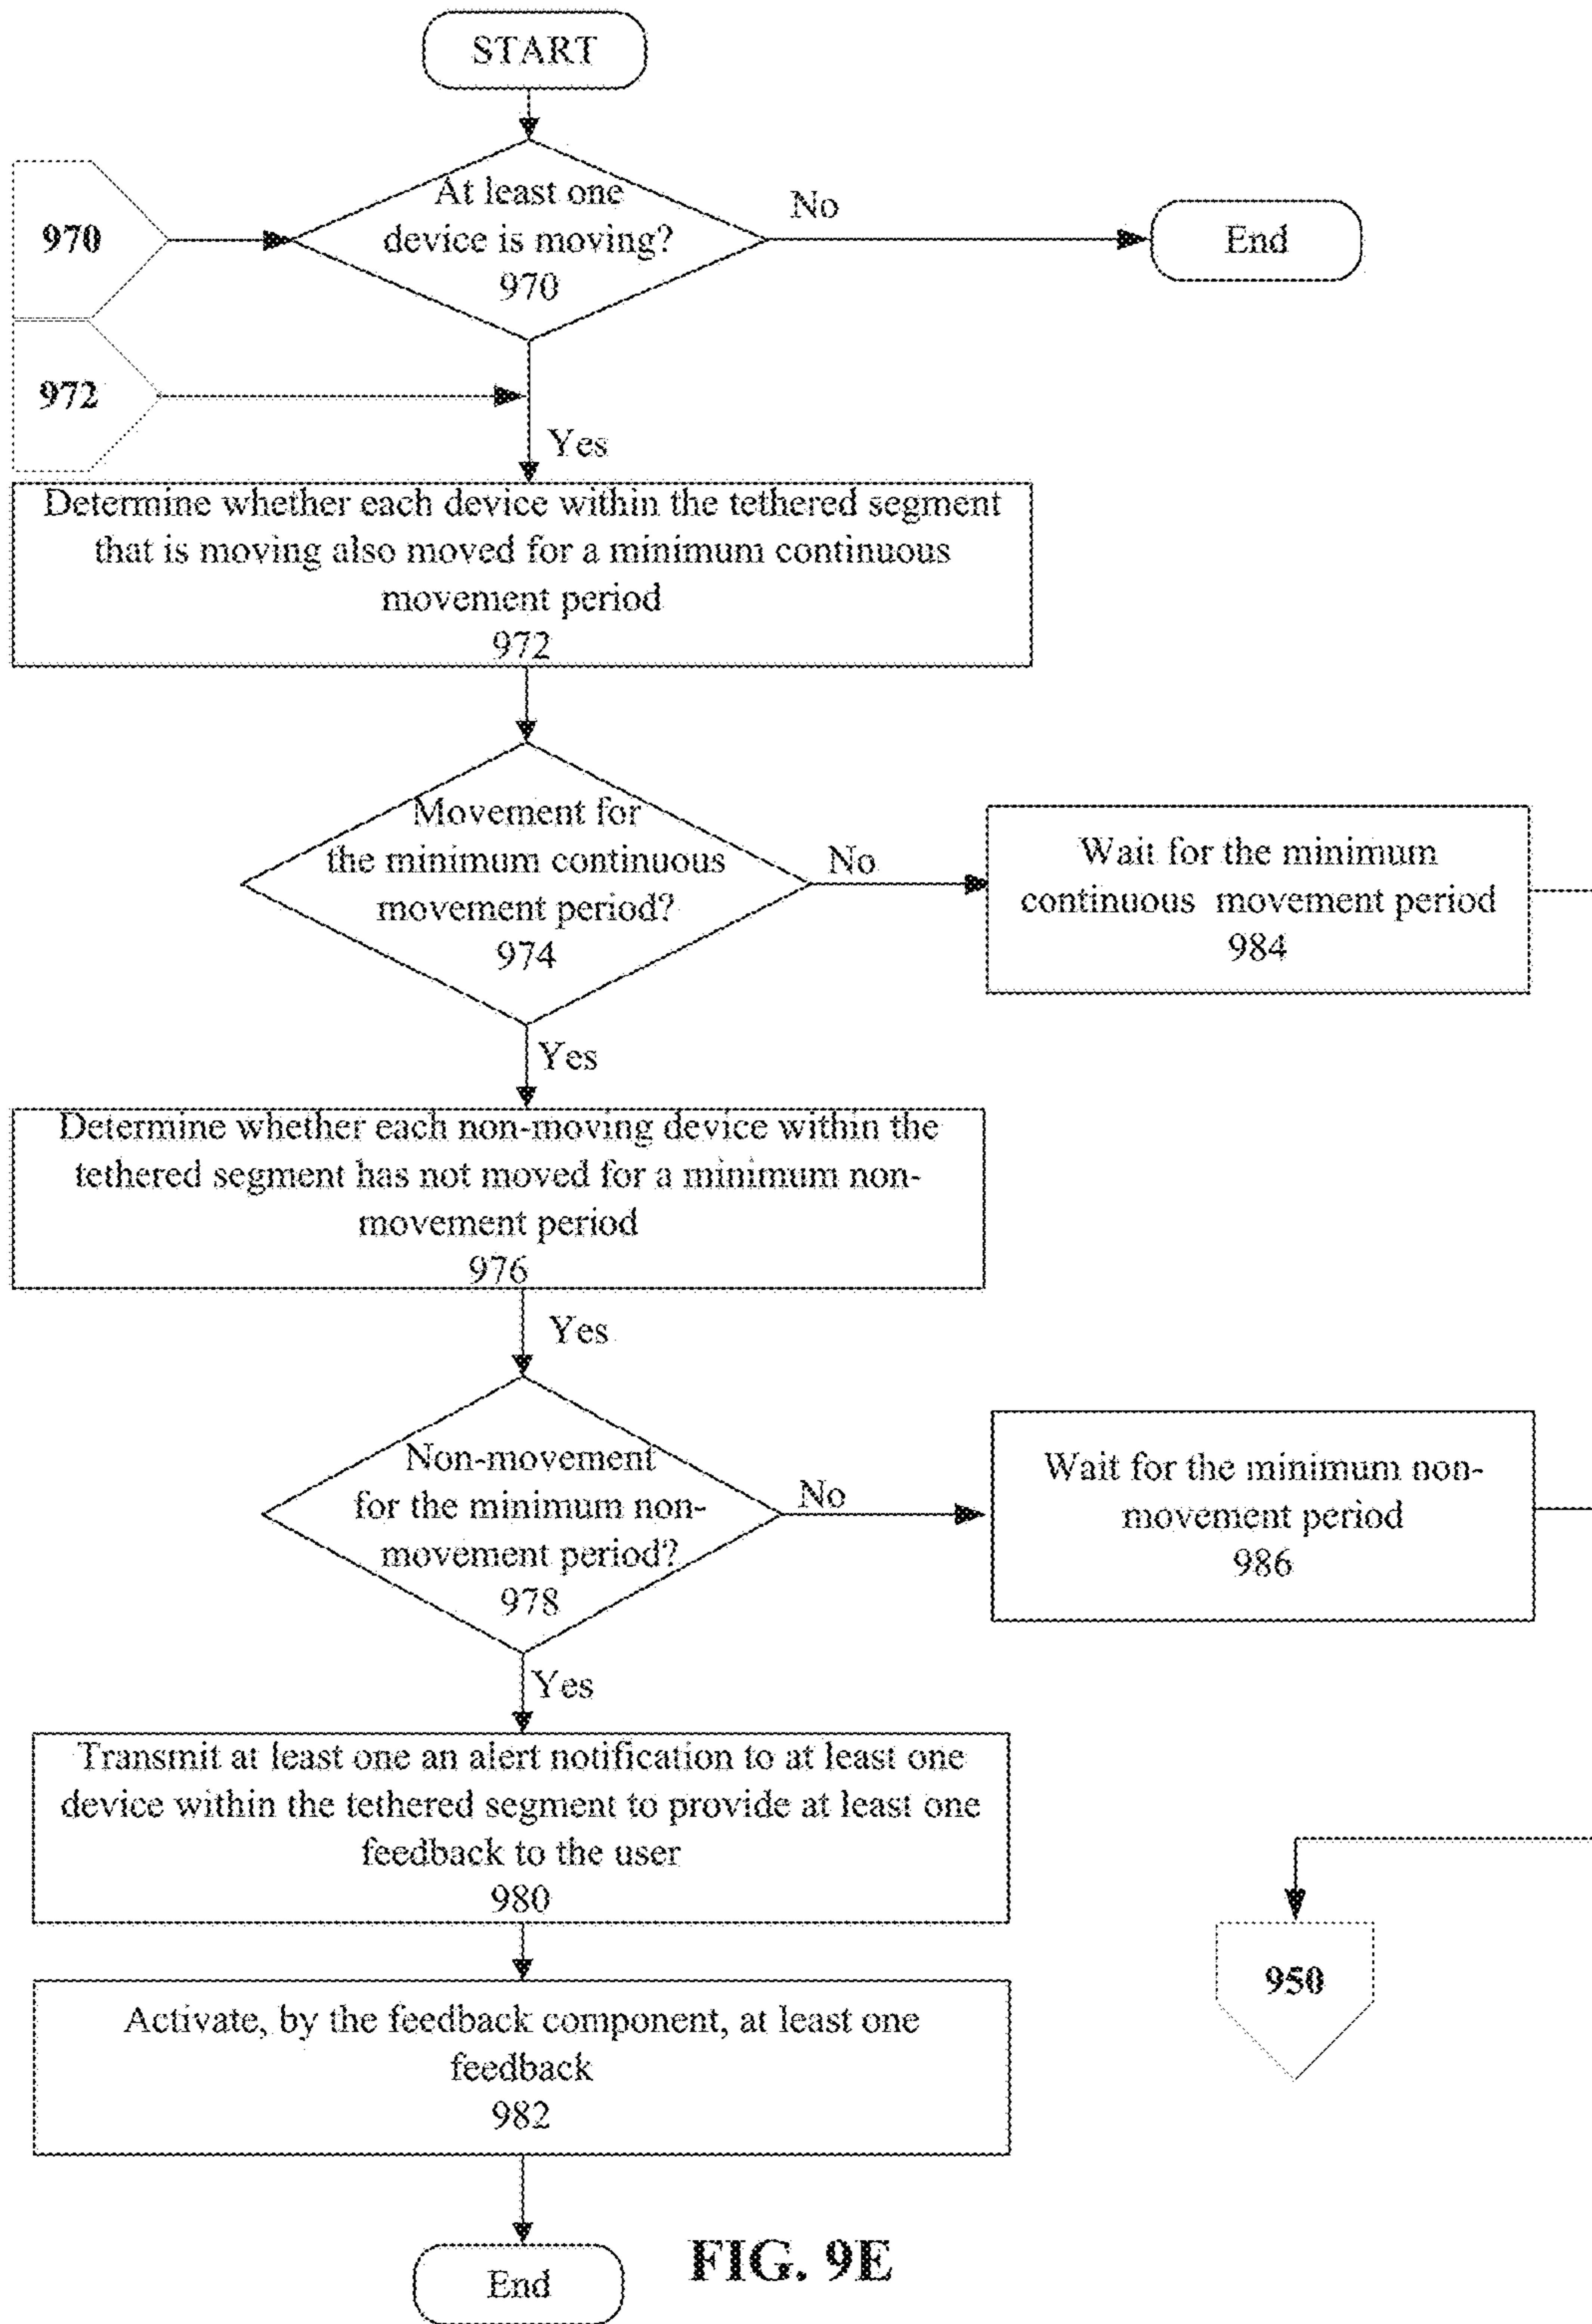 START
At least one
device is moving?
970
No
End
970
972
Yes
Determine whether each device within the tethered segment
that is moving also moved for a minimum continuous
movement period
972
Movement for
the minimum continuous
movement period?
974
No
Wait for the minimum
continuous movement period
984
Yes
Determine whether each non-moving device within the
tethered segment has not moved for a minimum non-
movement period
976
Yes
Non-movement
for the minimum non-
movement period?
978
No
Wait for the minimum non-
movement period
986
Yes
Transmit at least one an alert notification to at least one
device within the tethered segment to provide at least one
feedback to the user
980
950
Activate, by the feedback component, at least one
feedback
982
End
FIG. 9E